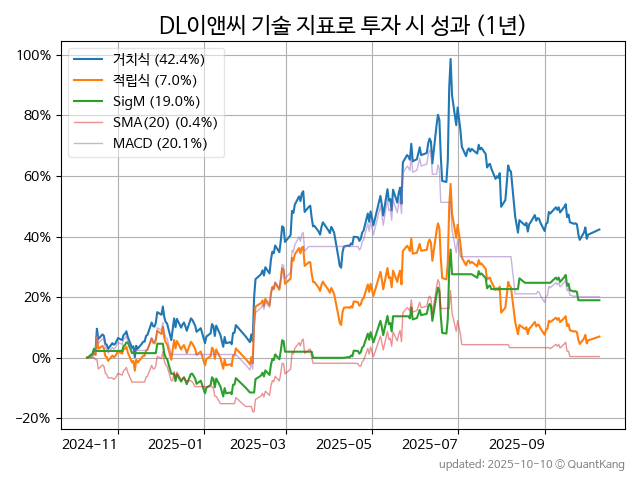 DL이앤씨 기술 지표로 투자 시 성과 (1년)
100%
80%
60%
40%
20%
0%
−20%
거치식 (42.4%)
적립식 (7.0%)
SigM (19.0%)
SMA(20) (0.4%)
MACD (20.1%)
2024-11
2025-01
2025-03
2025-05
2025-07
2025-09
updated: 2025-10-10 © QuantKang